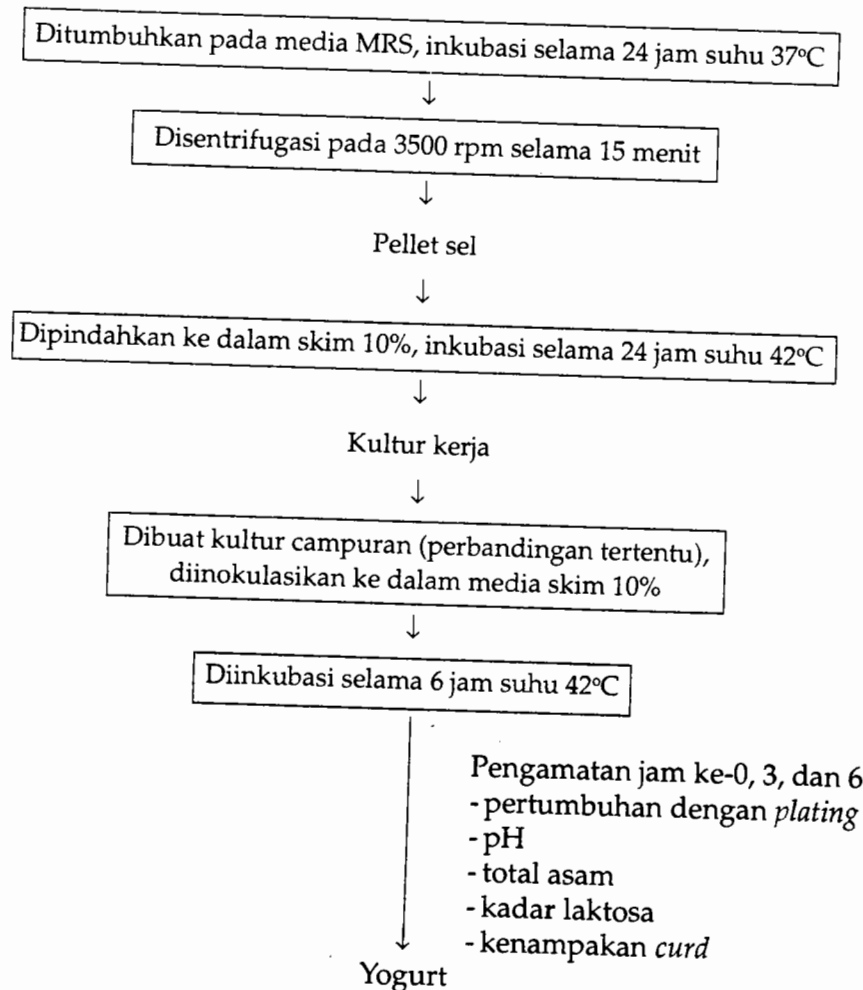 Ditumbuhkan pada media MRS, inkubasi selama 24 jam suhu 37°C
↓
Disentrifugasi pada 3500 rpm selama 15 menit
↓
Pellet sel
↓
Dipindahkan ke dalam skim 10%, inkubasi selama 24 jam suhu 42°C
↓
Kultur kerja
↓
Dibuat kultur campuran (perbandingan tertentu),
diinokulasikan ke dalam media skim 10%
↓
Diinkubasi selama 6 jam suhu 42°C
Pengamatan jam ke-0, 3, dan 6
- pertumbuhan dengan plating
- pH
- total asam
- kadar laktosa
- kenampakan curd
Yogurt